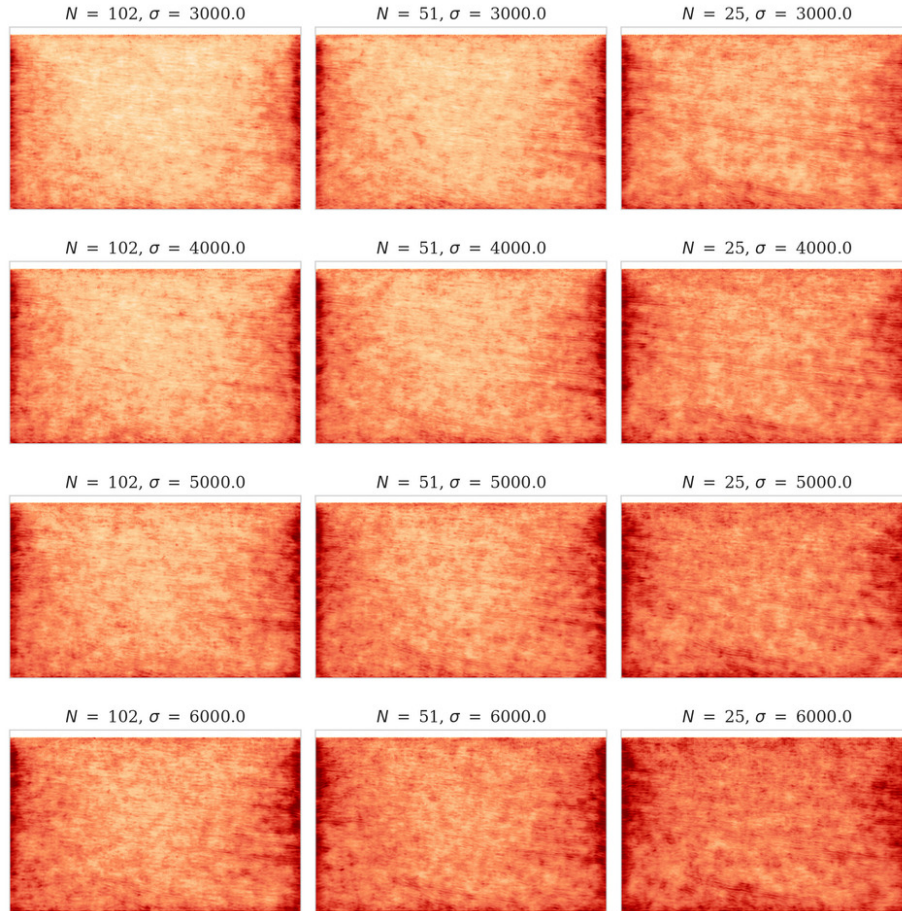 N = 102, σ = 3000.0
N = 51, σ = 3000.0
N = 25, σ = 3000.0
N = 102, σ = 4000.0
N = 51, σ = 4000.0
N = 25, σ = 4000.0
N = 102, σ = 5000.0
N = 51, σ = 5000.0
N = 25, σ = 5000.0
N = 102, σ = 6000.0
N = 51, σ = 6000.0
N = 25, σ = 6000.0